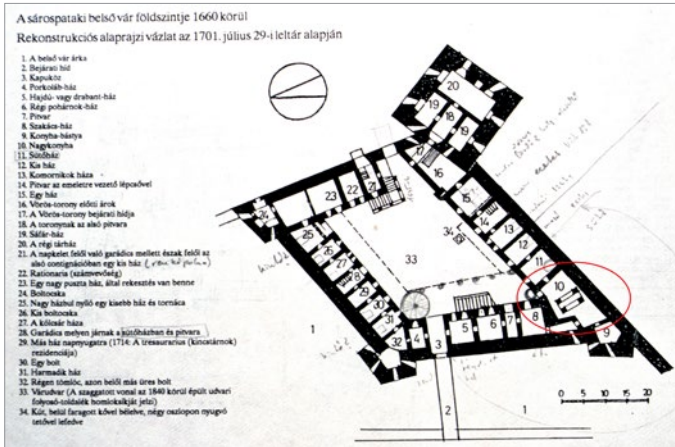 A sárospataki belső vár földszintje 1660 körül
Rekonstrukciós alaprajzi vázlat az 1701. július 29-i leltár alapján
1. A belső vár árka
2. Bejárati híd
3. Kapuköz
4. Porkoláb-ház
5. Hajdú- vagy drabant-ház
6. Régi pohárnok-ház
7. Pitvar
8. Szakács-ház
9. Konyha-bástya
10. Nagykonyha
11. Sütőház
12. Kis ház
13. Komornikok háza
14. Pitvar az emeletre vezető lépcsővel
15. Egy ház
16. Vörös-torony előtti árok
17. A Vörös-torony bejárati hídja
18. A toronynak az alsó pitvara
19. Sáfár-ház
20. A régi tárház
21. A napkelet felől való garádics mellett észak felől az
alsó contignációban egy kis ház
22. Rationaria (számvevőség)
23. Egy nagy puszta ház, által rekesztés van benne
24. Boltocska
25. Nagy házbul nyíló egy kisebb ház és tornáca
26. Kis boltocska
27. A kólcsár háza
28. Garádics melyen járnak a sütőházban és pitvara
29. Más ház napnyugatra (1714: A tresaurarius (kincstárnok)
rezidenciája)
30. Egy bolt
31. Harmadik ház
32. Régen tömlöc, azon belől más üres bolt
33. Várudvar (A szaggatott vonal az 1840 körül épült udvari
folyosó-toldalék homlokfalját jelzi)
34. Kút, belül faragott kővel bélelve, négy oszlopon nyugvó
tetővel lefedve
20
19
18
19
17
16
21
22
23
24
15
14
13
12
11
34
33
25
26
27
28
29
30
31
32
10
9
8
7
6
5
4
3
1
2
1
0 5 10 15 20